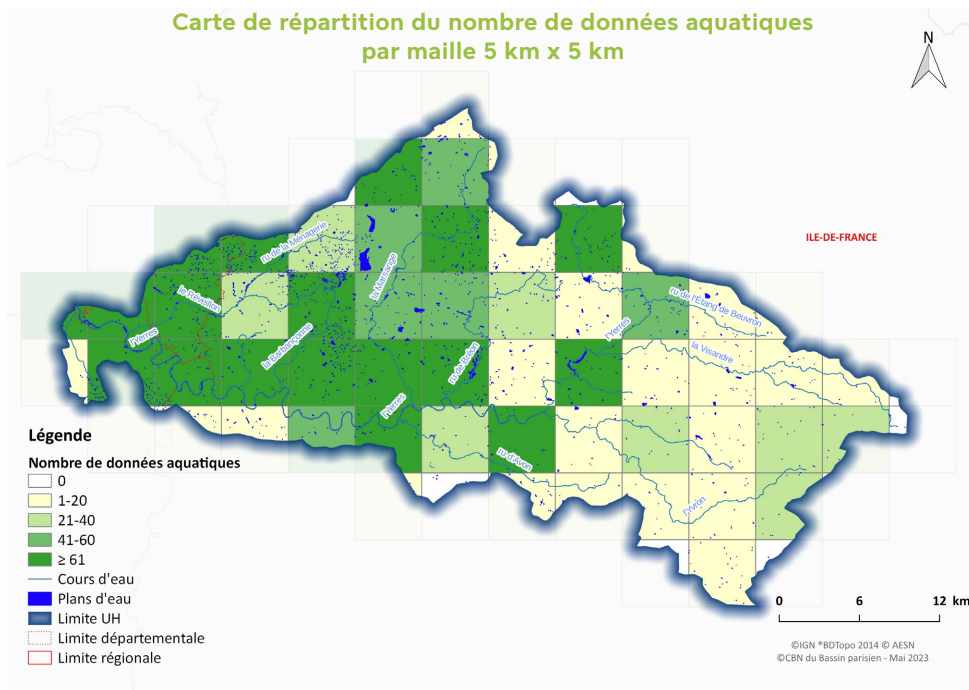 Carte de répartition du nombre de données aquatiques
par maille 5 km x 5 km
N
ILE-DE-FRANCE
ru de la Ménagerie
la Marsange
le Réveillon
ru de l'Étang de Beuvron
l'Yerres
la Barbançonne
l'Yerres
la Visandre
ru de Bréon
l'Yerres
ru d'Avon
l'Yvron
Légende
Nombre de données aquatiques
0
1-20
21-40
41-60
≥ 61
Cours d'eau
Plans d'eau
Limite UH
Limite départementale
Limite régionale
0 6 12 km
©IGN ®BDTopo 2014 © AESN
©CBN du Bassin parisien - Mai 2023